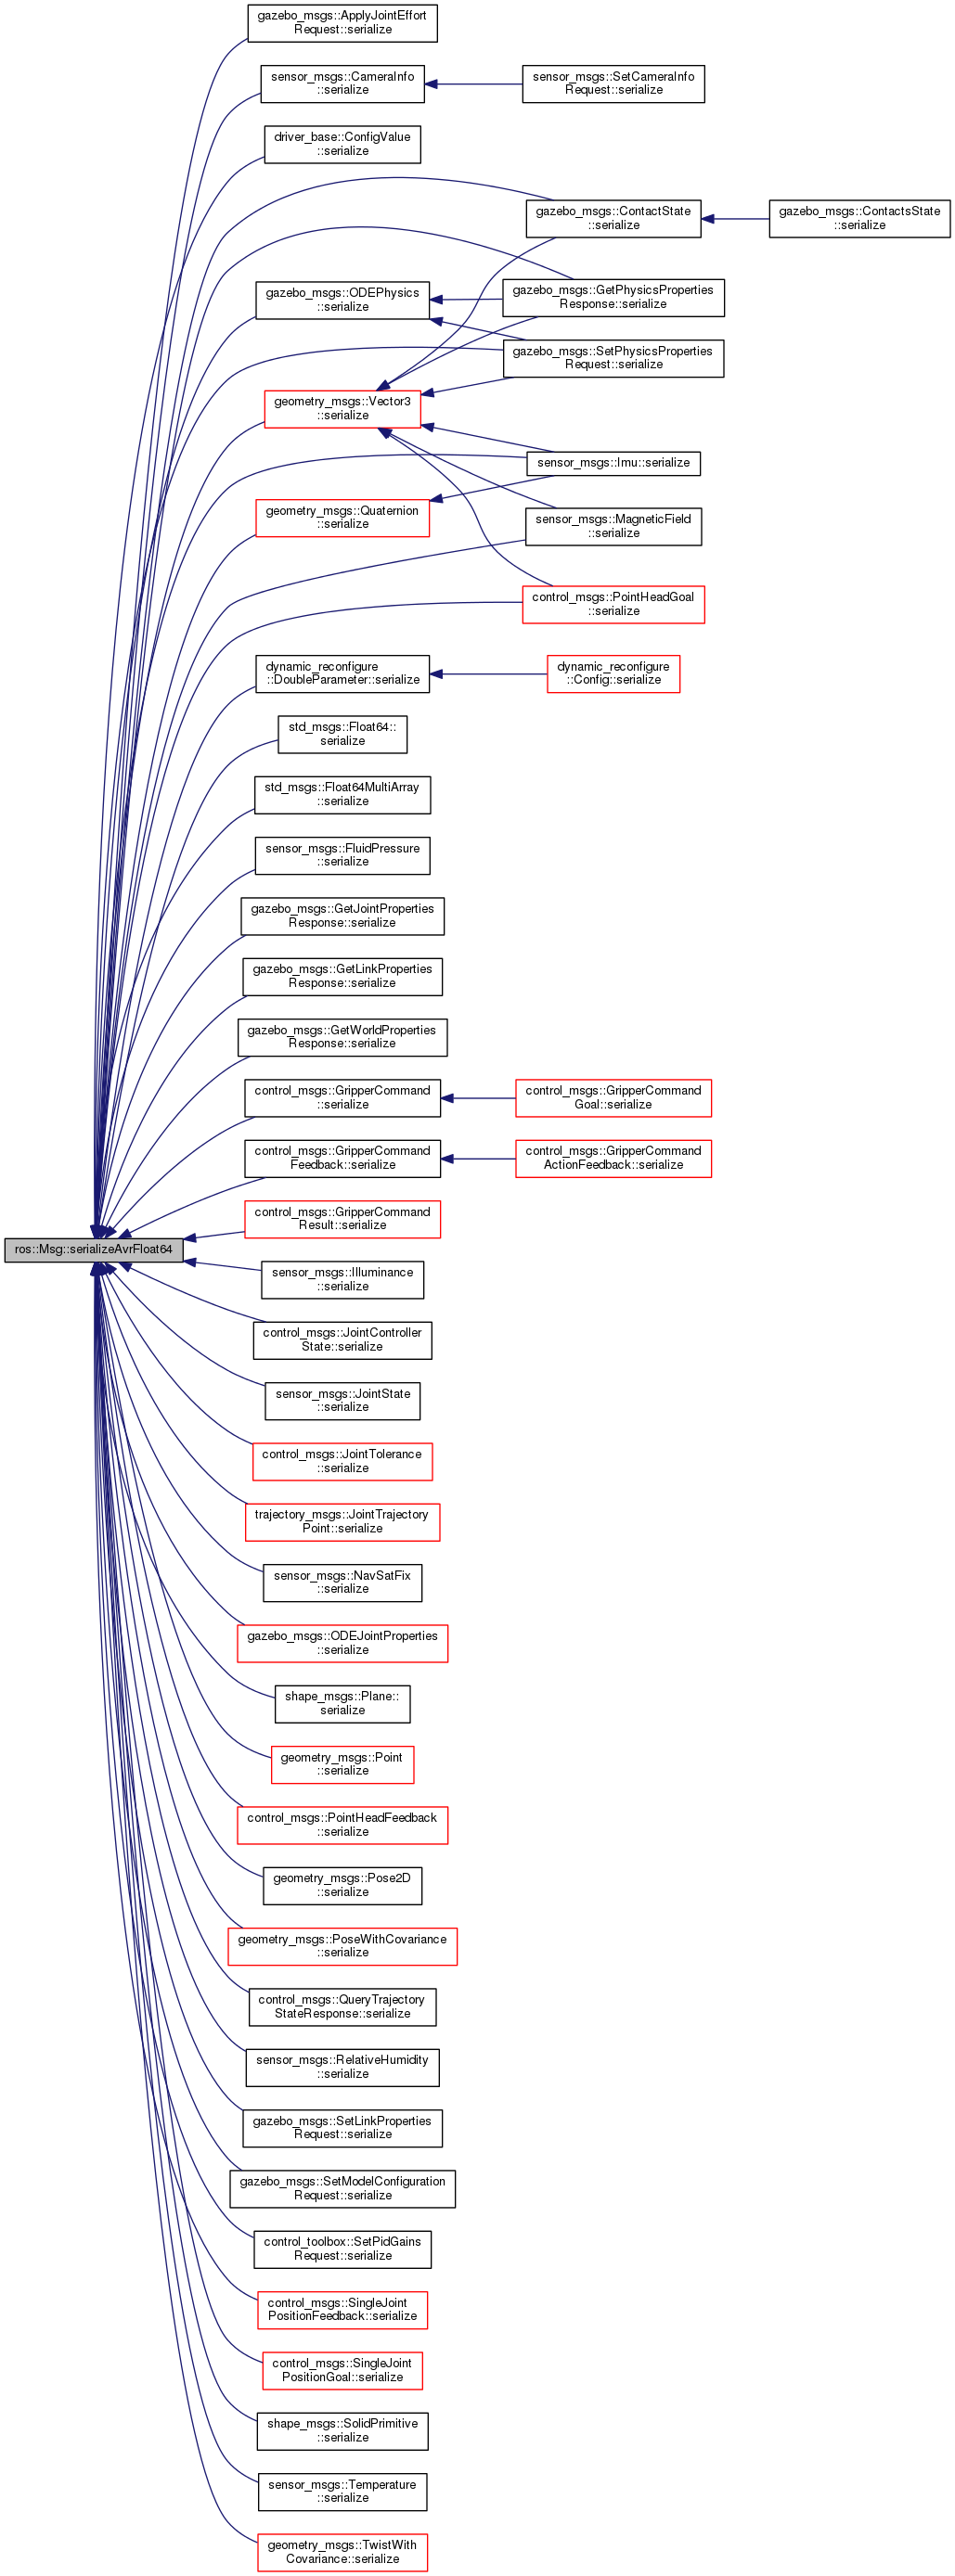 gazebo_msgs::ApplyJointEffort
Request::serialize
sensor_msgs::CameraInfo
::serialize
sensor_msgs::SetCameraInfo
Request::serialize
driver_base::ConfigValue
::serialize
gazebo_msgs::ContactState
::serialize
gazebo_msgs::ContactsState
::serialize
gazebo_msgs::ODEPhysics
::serialize
gazebo_msgs::GetPhysicsProperties
Response::serialize
gazebo_msgs::SetPhysicsProperties
Request::serialize
geometry_msgs::Vector3
::serialize
sensor_msgs::Imu::serialize
geometry_msgs::Quaternion
::serialize
sensor_msgs::MagneticField
::serialize
control_msgs::PointHeadGoal
::serialize
dynamic_reconfigure
::DoubleParameter::serialize
dynamic_reconfigure
::Config::serialize
std_msgs::Float64::
serialize
std_msgs::Float64MultiArray
::serialize
sensor_msgs::FluidPressure
::serialize
gazebo_msgs::GetJointProperties
Response::serialize
gazebo_msgs::GetLinkProperties
Response::serialize
gazebo_msgs::GetWorldProperties
Response::serialize
control_msgs::GripperCommand
::serialize
control_msgs::GripperCommand
Goal::serialize
control_msgs::GripperCommand
Feedback::serialize
control_msgs::GripperCommand
ActionFeedback::serialize
control_msgs::GripperCommand
Result::serialize
ros::Msg::serializeAvrFloat64
sensor_msgs::Illuminance
::serialize
control_msgs::JointController
State::serialize
sensor_msgs::JointState
::serialize
control_msgs::JointTolerance
::serialize
trajectory_msgs::JointTrajectory
Point::serialize
sensor_msgs::NavSatFix
::serialize
gazebo_msgs::ODEJointProperties
::serialize
shape_msgs::Plane::
serialize
geometry_msgs::Point
::serialize
control_msgs::PointHeadFeedback
::serialize
geometry_msgs::Pose2D
::serialize
geometry_msgs::PoseWithCovariance
::serialize
control_msgs::QueryTrajectory
StateResponse::serialize
sensor_msgs::RelativeHumidity
::serialize
gazebo_msgs::SetLinkProperties
Request::serialize
gazebo_msgs::SetModelConfiguration
Request::serialize
control_toolbox::SetPidGains
Request::serialize
control_msgs::SingleJoint
PositionFeedback::serialize
control_msgs::SingleJoint
PositionGoal::serialize
shape_msgs::SolidPrimitive
::serialize
sensor_msgs::Temperature
::serialize
geometry_msgs::TwistWith
Covariance::serialize